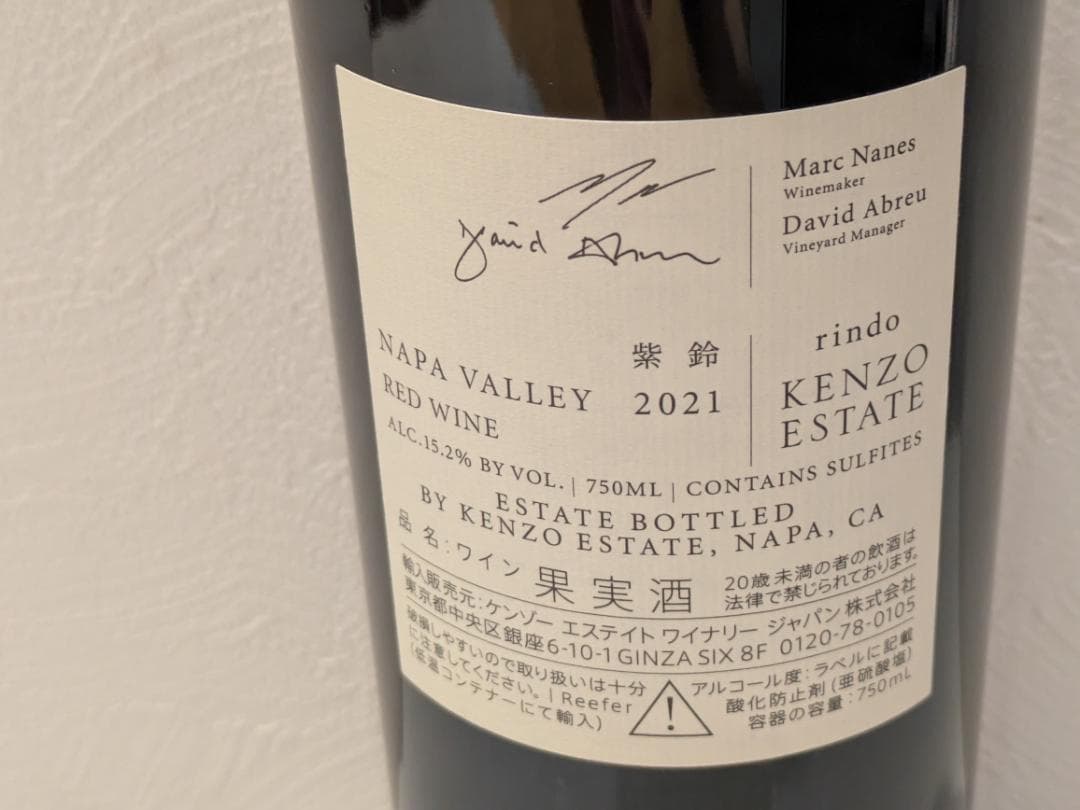 David Abreu
Marc Nanes
Winemaker
David Abreu
Vineyard Manager
NAPA VALLEY
RED WINE
紫鈴
2021
rindo
KENZO
ESTATE
ALC.15.2% BY VOL. | 750ML | CONTAINS SULFITES
ESTATE BOTTLED
BY KENZO ESTATE, NAPA, CA
品名:ワイン 果実酒
20歳未満の者の飲酒は
法律で禁じられております。
輸入販売元:ケンゾー エステイト ワイナリー ジャパン 株式会社
東京都中央区銀座6-10-1 GINZA SIX 8F 0120-78-0105
破損しやすいので取り扱いは十分
に注意してください。| Reefer
(低温コンテナーにて輸入)
アルコール度:ラベルに記載
酸化防止剤(亜硫酸塩)
容器の容量:750mL